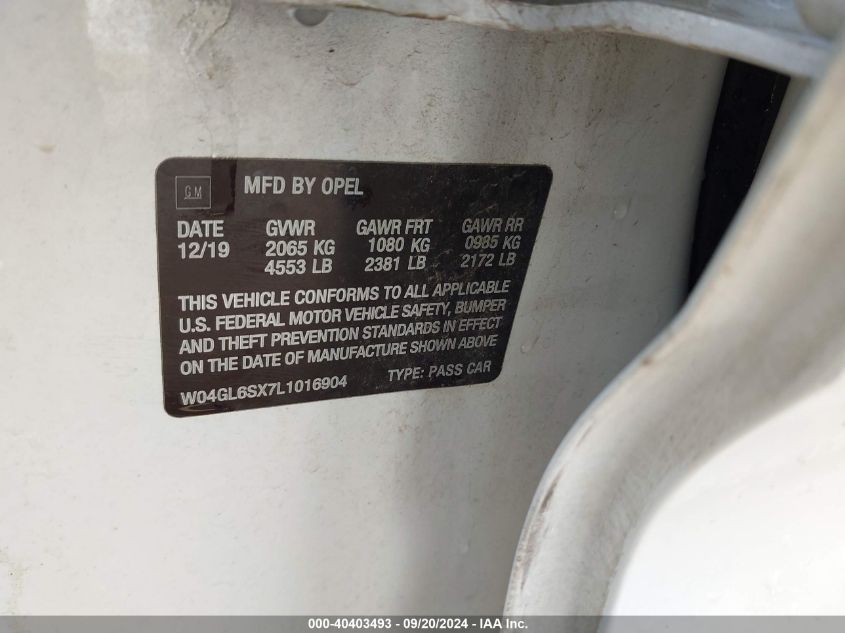 GM MFD BY OPEL
DATE GVWR GAWR FRT GAWR RR
12/19 2065 KG 1080 KG 0985 KG
4553 LB 2381 LB 2172 LB
THIS VEHICLE CONFORMS TO ALL APPLICABLE
U.S. FEDERAL MOTOR VEHICLE SAFETY, BUMPER
AND THEFT PREVENTION STANDARDS IN EFFECT
ON THE DATE OF MANUFACTURE SHOWN ABOVE
W04GL6SX7L1016904 TYPE: PASS CAR
000-40403493 - 09/20/2024 - IAA Inc.